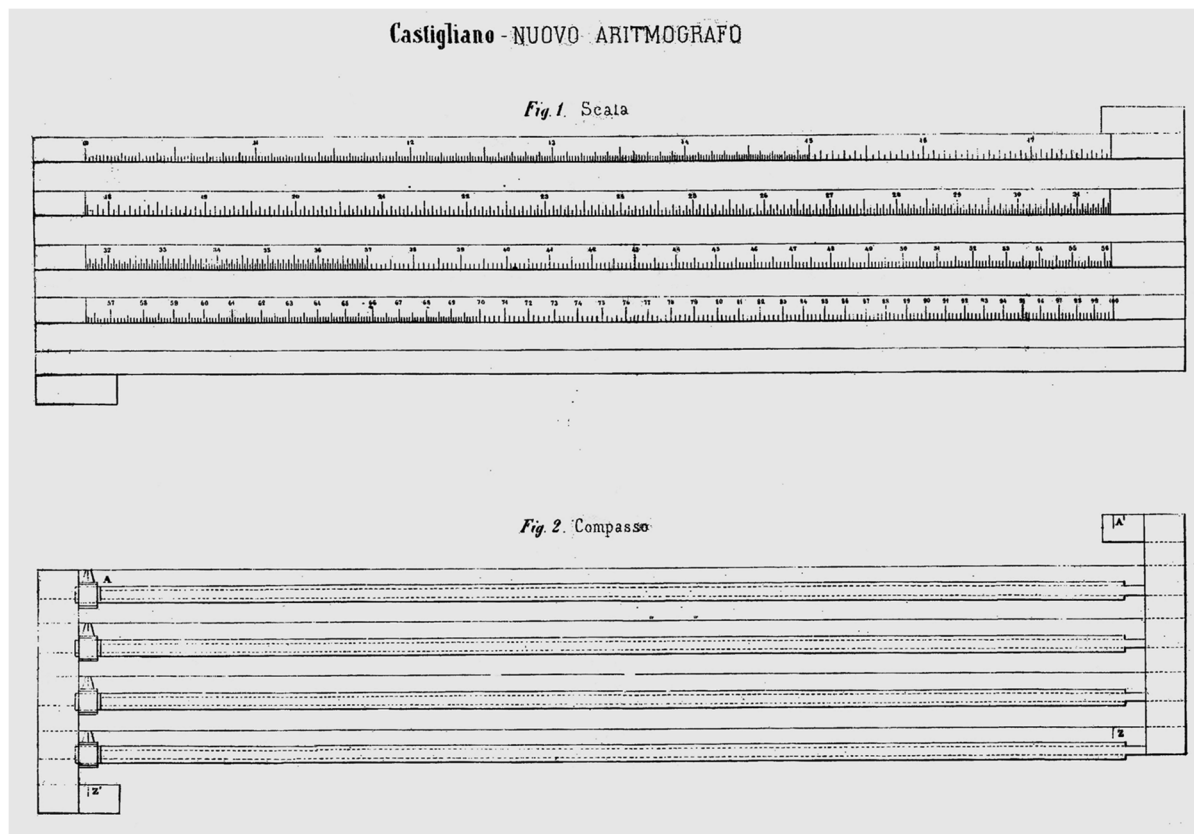 Castigliano - NUOVO ARITMOGRAFO
Fig. 1. Scala
10 11 12 13 14 15 16 17
18 19 20 21 22 23 24 25 26 27 28 29 30 31
32 33 34 35 36 37 38 39 40 41 42 43 44 45 46 47 48 49 50 51 52 53 54 55 56
57 58 59 60 61 62 63 64 65 66 67 68 69 70 71 72 73 74 75 76 77 78 79 80 81 82 83 84 85 86 87 88 89 90 91 92 93 94 95 96 97 98 99 100
Fig. 2. Compasso
A'
A
Z
Z'